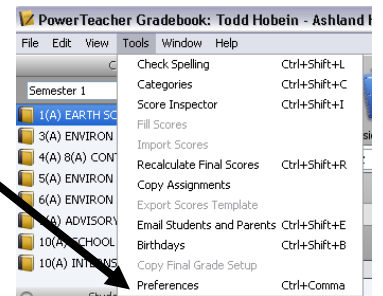 PowerTeacher Gradebook: Todd Hobein - Ashland
File Edit View Tools Window Help
Semester 1
1(A) EARTH SC
3(A) ENVIRON
4(A) 8(A) CON
5(A) ENVIRON
6(A) ENVIRON
(A) ADVISORY
10(A) SCHOOL
10(A) INTERNS
Check Spelling Ctrl+Shift+L
Categories Ctrl+Shift+C
Score Inspector Ctrl+Shift+I
Fill Scores
Import Scores
Recalculate Final Scores Ctrl+Shift+R
Copy Assignments
Export Scores Template
Email Students and Parents Ctrl+Shift+E
Birthdays Ctrl+Shift+B
Copy Final Grade Setup
Preferences Ctrl+Comma